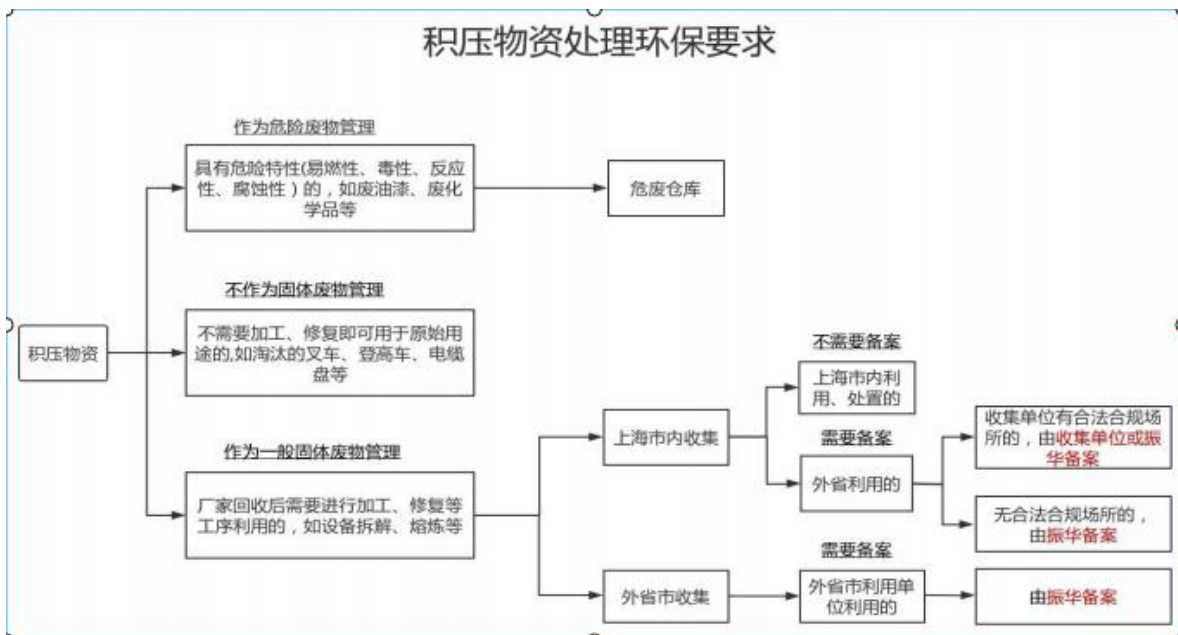 积压物资处理环保要求
作为危险废物管理
具有危险特性(易燃性、毒性、反应
性、腐蚀性)的，如废油漆、废化
学品等
危废仓库
不作为固体废物管理
不需要加工、修复即可用于原始用
途的,如淘汰的叉车、登高车、电缆
盘等
积压物资
作为一般固体废物管理
厂家回收后需要进行加工、修复等
工序利用的，如设备拆解、熔炼等
上海市内收集
不需要备案
上海市内利
用、处置的
需要备案
外省利用的
收集单位有合法合规场
所的，由收集单位或振
华备案
无合法合规场所的，
由振华备案
外省市收集
需要备案
外省市利用单
位利用的
由振华备案